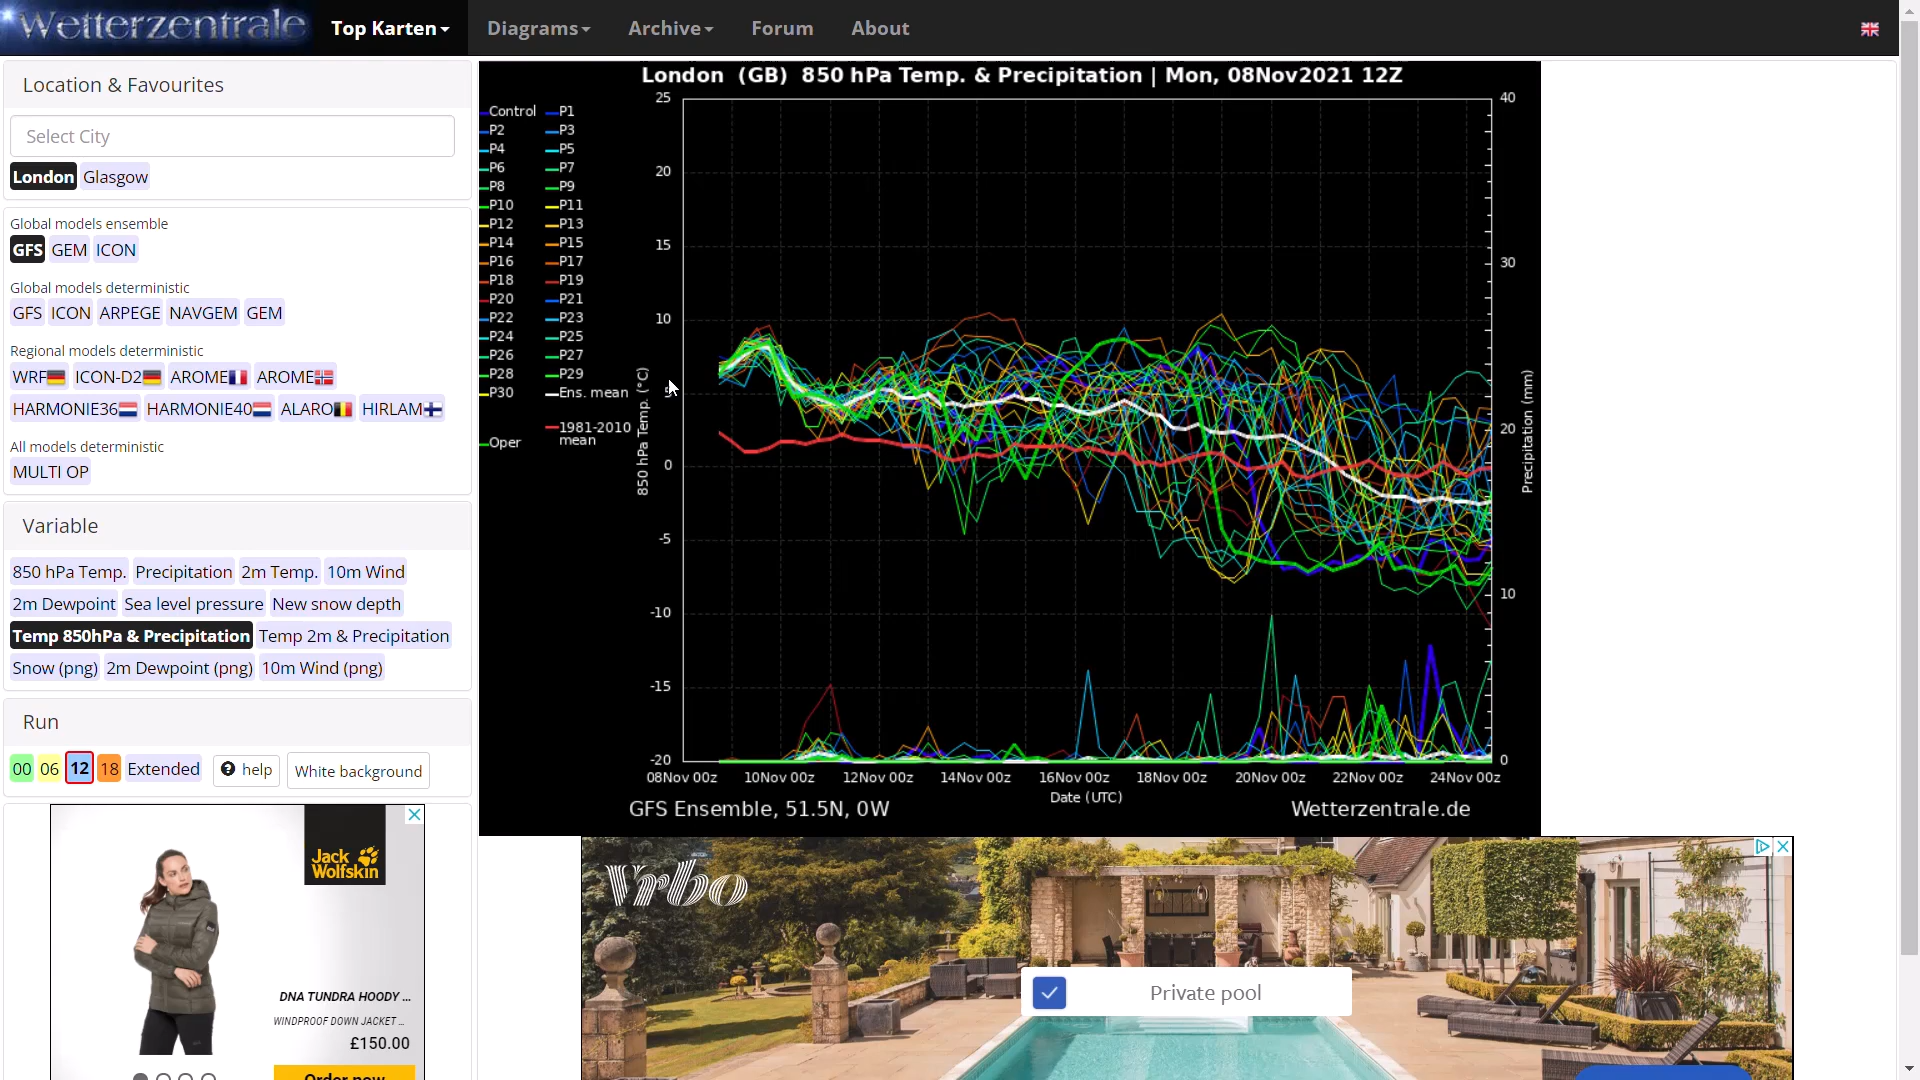 Wetterzentrale
Top Karten
Diagrams
Archive
Forum
About
Location & Favourites
Select City
London Glasgow
Global models ensemble
GFS GEM ICON
Global models deterministic
GFS ICON ARPEGE NAVGEM GEM
Regional models deterministic
WRF ICON-D2 AROME AROME
HARMONIE36 HARMONIE40 ALARO HIRLAM
All models deterministic
MULTI OP
Variable
850 hPa Temp. Precipitation 2m Temp. 10m Wind
2m Dewpoint Sea level pressure New snow depth
Temp 850hPa & Precipitation Temp 2m & Precipitation
Snow (png) 2m Dewpoint (png) 10m Wind (png)
Run
00 06 12 18 Extended help White background
Jack
Wolfskin
DNA TUNDRA HOODY ...
WINDPROOF DOWN JACKET ...
£150.00
Order now
London (GB) 850 hPa Temp. & Precipitation | Mon, 08Nov2021 12Z
Control P1
P2 P3
P4 P5
P6 P7
P8 P9
P10 P11
P12 P13
P14 P15
P16 P17
P18 P19
P20 P21
P22 P23
P24 P25
P26 P27
P28 P29
P30 Ens. mean
Oper 1981-2010
mean
850 hPa Temp. (°C)
25
20
15
10
5
0
-5
-10
-15
-20
40
30
20
10
0
Precipitation (mm)
08Nov 00z 10Nov 00z 12Nov 00z 14Nov 00z 16Nov 00z 18Nov 00z 20Nov 00z 22Nov 00z 24Nov 00z
Date (UTC)
GFS Ensemble, 51.5N, 0W
Wetterzentrale.de
Vrbo
Private pool